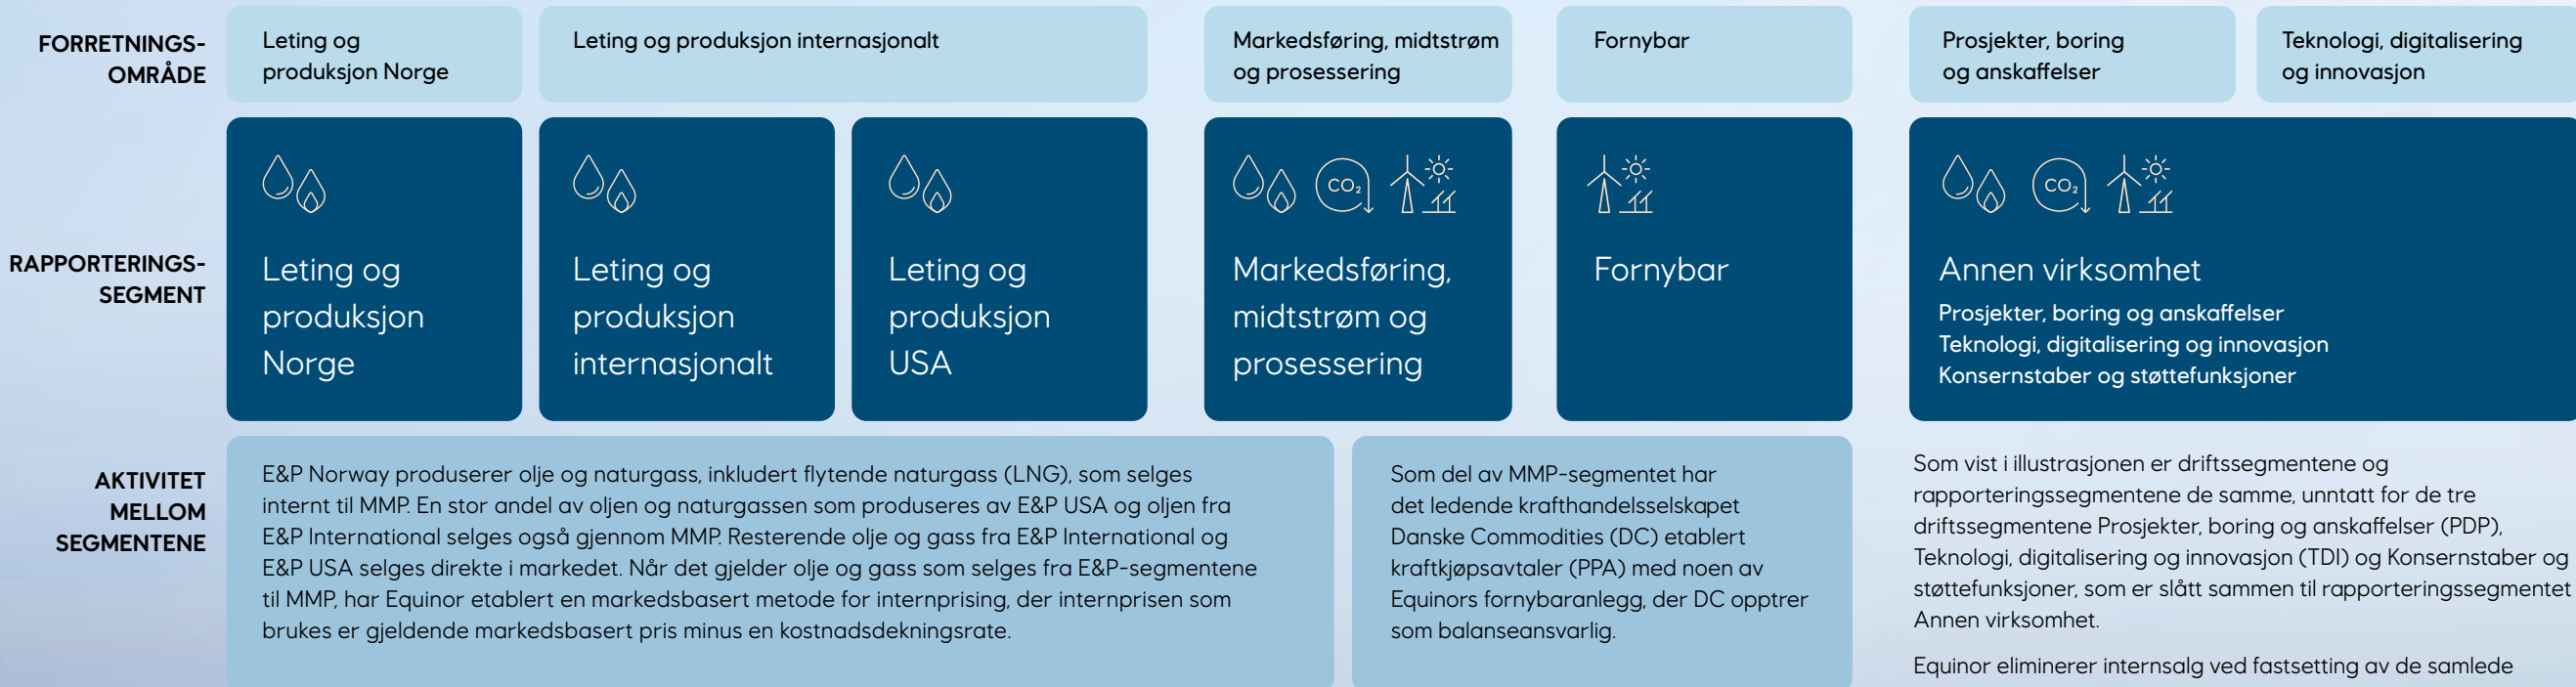 FORRETNINGS-
OMRÅDE
Leting og
produksjon Norge
Leting og produksjon internasjonalt
Markedsføring, midtstrøm
og prosessering
Fornybar
Prosjekter, boring
og anskaffelser
Teknologi, digitalisering
og innovasjon
RAPPORTERINGS-
SEGMENT
Leting og
produksjon
Norge
Leting og
produksjon
internasjonalt
Leting og
produksjon
USA
CO₂
Markedsføring,
midtstrøm og
prosessering
Fornybar
CO₂
Annen virksomhet
Prosjekter, boring og anskaffelser
Teknologi, digitalisering og innovasjon
Konsernstaber og støttefunksjoner
AKTIVITET
MELLOM
SEGMENTENE
E&P Norway produserer olje og naturgass, inkludert flytende naturgass (LNG), som selges
internt til MMP. En stor andel av oljen og naturgassen som produseres av E&P USA og oljen fra
E&P International selges også gjennom MMP. Resterende olje og gass fra E&P International og
E&P USA selges direkte i markedet. Når det gjelder olje og gass som selges fra E&P-segmentene
til MMP, har Equinor etablert en markedsbasert metode for internprising, der internprisen som
brukes er gjeldende markedsbasert pris minus en kostnadsdekningsrate.
Som del av MMP-segmentet har
det ledende krafthandelsselskapet
Danske Commodities (DC) etablert
kraftkjøpsavtaler (PPA) med noen av
Equinors fornybaranlegg, der DC opptrer
som balanseansvarlig.
Som vist i illustrasjonen er driftssegmentene og
rapporteringssegmentene de samme, unntatt for de tre
driftssegmentene Prosjekter, boring og anskaffelser (PDP),
Teknologi, digitalisering og innovasjon (TDI) og Konsernstaber og
støttefunksjoner, som er slått sammen til rapporteringssegmentet
Annen virksomhet.
Equinor eliminerer internsalg ved fastsetting av de samlede